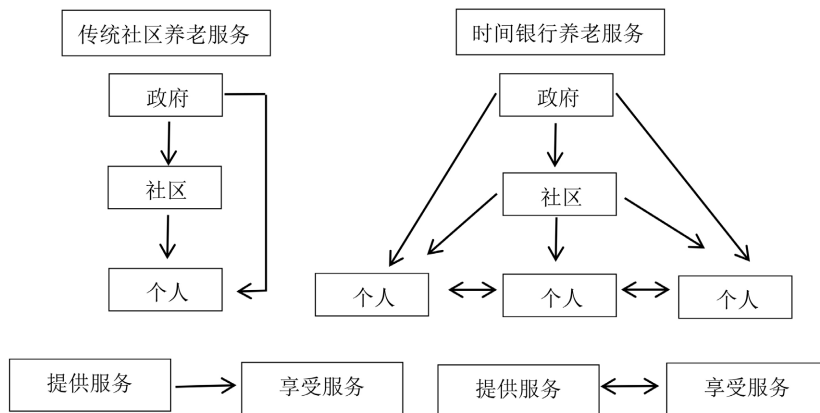 传统社区养老服务
时间银行养老服务
政府
政府
社区
社区
个人
个人
个人
个人
提供服务
享受服务
提供服务
享受服务